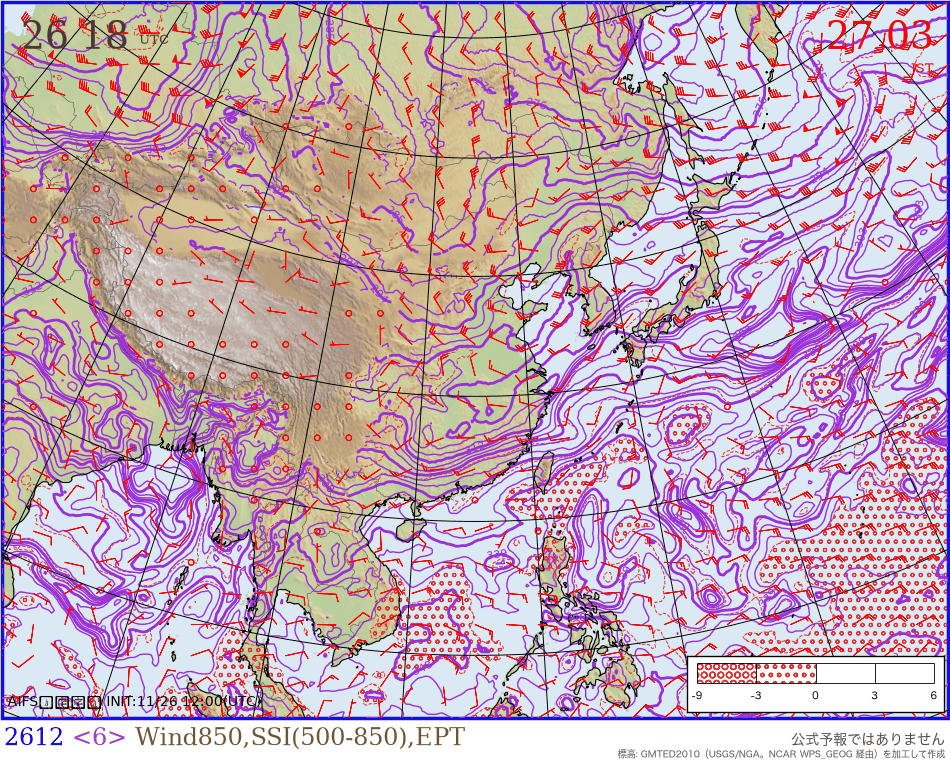 26 18 UTC
27.03
JST
-9 -3 0 3 6
INIT:11/26 12:00(UTC)
2612 <6> Wind850,SSI(500-850),EPT
公式予報ではありません
標高: GMTED2010（USGS/NGA。NCAR WPS_GEOG 経由）を加工して作成